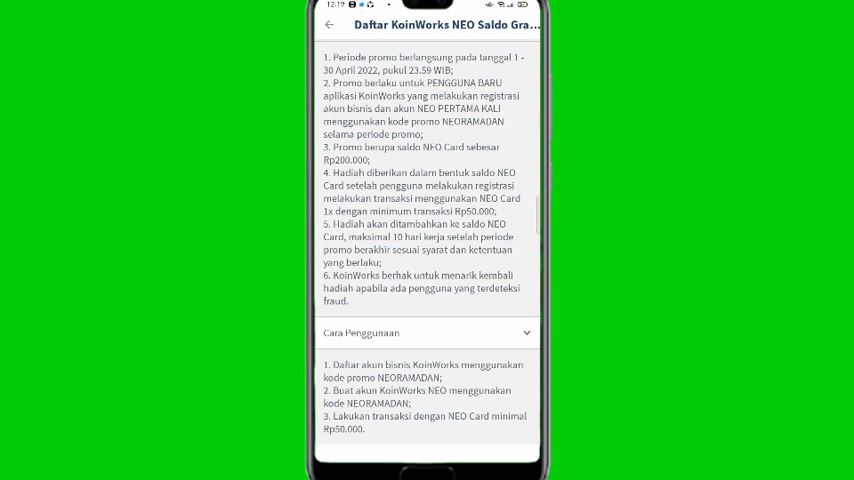 12.19
Daftar KoinWorks NEO Saldo Gra...
1. Periode promo berlangsung pada tanggal 1 -
30 April 2022, pukul 23.59 WIB;
2. Promo berlaku untuk PENGGUNA BARU
aplikasi KoinWorks yang melakukan registrasi
akun bisnis dan akun NEO PERTAMA KALI
menggunakan kode promo NEORAMADAN
selama periode promo;
3. Promo berupa saldo NEO Card sebesar
Rp200.000;
4. Hadiah diberikan dalam bentuk saldo NEO
Card setelah pengguna melakukan registrasi
melakukan transaksi menggunakan NEO Card
1x dengan minimum transaksi Rp50.000;
5. Hadiah akan ditambahkan ke saldo NEO
Card, maksimal 10 hari kerja setelah periode
promo berakhir sesuai syarat dan ketentuan
yang berlaku;
6. KoinWorks berhak untuk menarik kembali
hadiah apabila ada pengguna yang terdeteksi
fraud.
Cara Penggunaan
1. Daftar akun bisnis KoinWorks menggunakan
kode promo NEORAMADAN;
2. Buat akun KoinWorks NEO menggunakan
kode NEORAMADAN;
3. Lakukan transaksi dengan NEO Card minimal
Rp50.000.